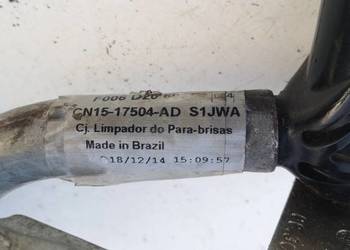 CN15-17504-AD S1JWA
Cj. Limpador do Para-brisas
Made in Brazil
18/12/14 15:09:57